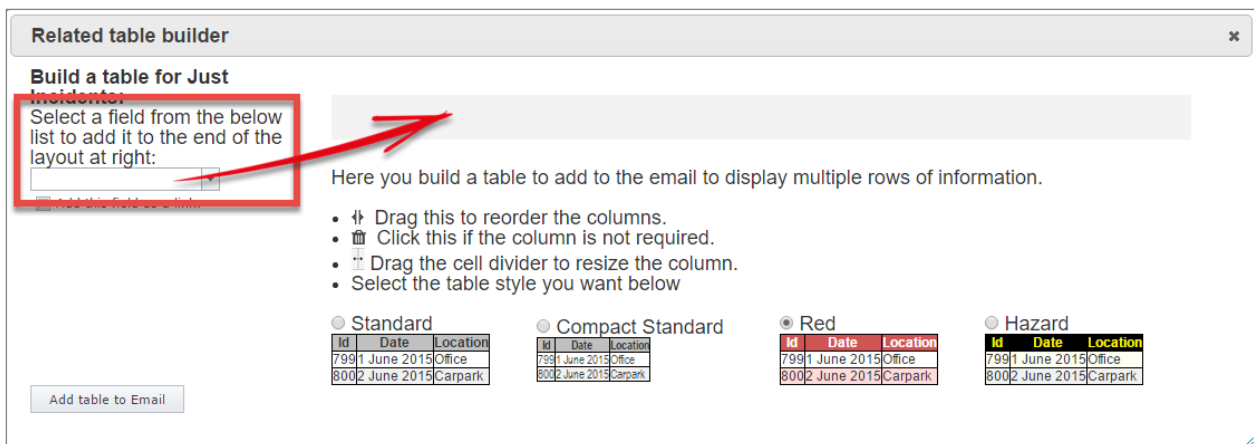 Related table builder
Build a table for Just
Incidents:
Select a field from the below
list to add it to the end of the
layout at right:
Add this field as a link
Here you build a table to add to the email to display multiple rows of information.
• Drag this to reorder the columns.
• Click this if the column is not required.
• Drag the cell divider to resize the column.
• Select the table style you want below
Standard
Id Date Location
799 1 June 2015 Office
800 2 June 2015 Carpark
Compact Standard
Id Date Location
799 1 June 2015 Office
800 2 June 2015 Carpark
Red
Id Date Location
799 1 June 2015 Office
800 2 June 2015 Carpark
Hazard
Id Date Location
799 1 June 2015 Office
800 2 June 2015 Carpark
Add table to Email